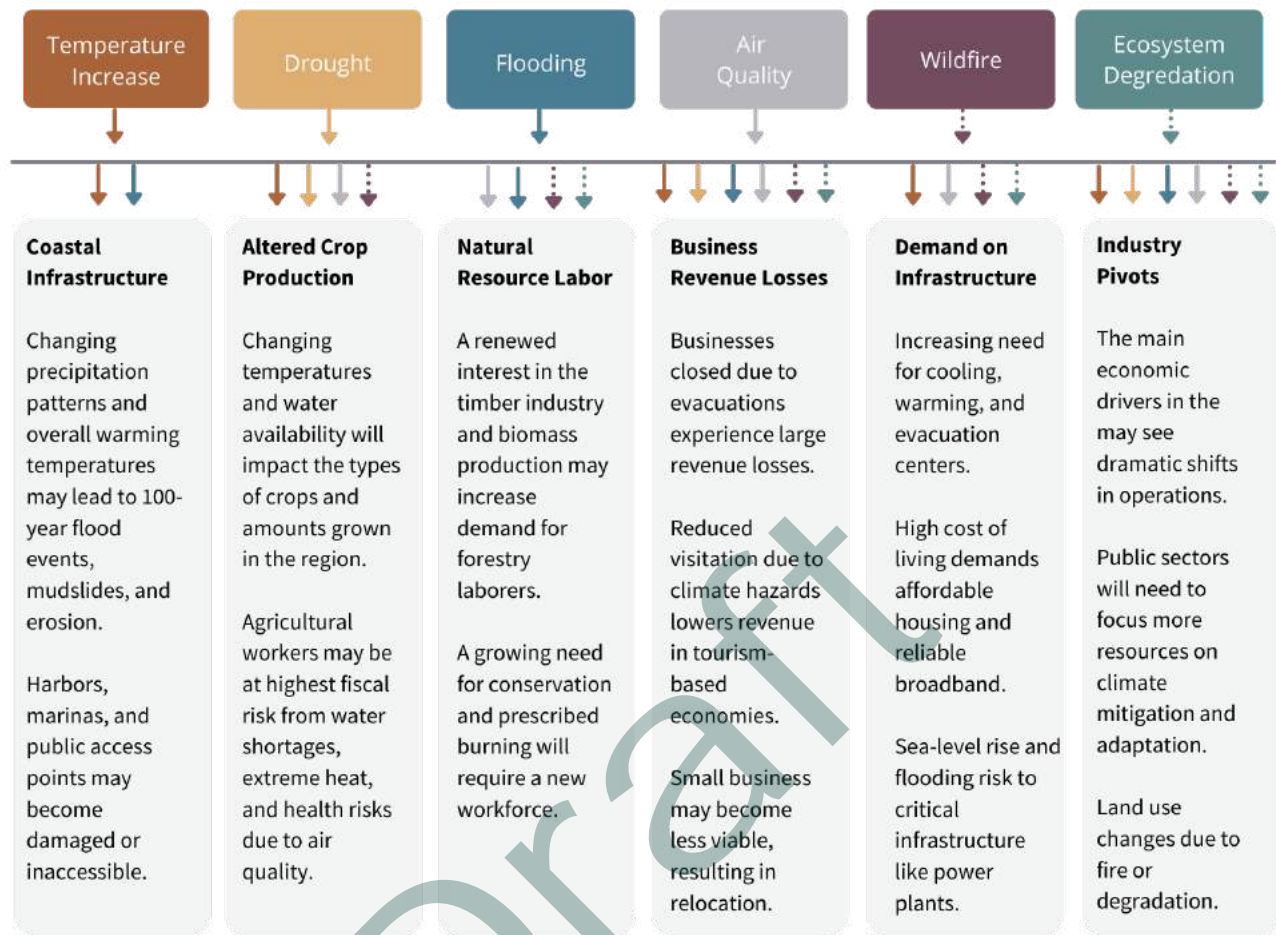 Temperature
Increase
Drought
Flooding
Air
Quality
Wildfire
Ecosystem
Degredation
Coastal
Infrastructure
Changing
precipitation
patterns and
overall warming
temperatures
may lead to 100-
year flood
events,
mudslides, and
erosion.
Harbors,
marinas, and
public access
points may
become
damaged or
inaccessible.
Altered Crop
Production
Changing
temperatures
and water
availability will
impact the types
of crops and
amounts grown
in the region.
Agricultural
workers may be
at highest fiscal
risk from water
shortages,
extreme heat,
and health risks
due to air
quality.
Natural
Resource Labor
A renewed
interest in the
timber industry
and biomass
production may
increase
demand for
forestry
laborers.
A growing need
for conservation
and prescribed
burning will
require a new
workforce.
Business
Revenue Losses
Businesses
closed due to
evacuations
experience large
revenue losses.
Reduced
visitation due to
climate hazards
lowers revenue
in tourism-
based
economies.
Small business
may become
less viable,
resulting in
relocation.
Demand on
Infrastructure
Increasing need
for cooling,
warming, and
evacuation
centers.
High cost of
living demands
affordable
housing and
reliable
broadband.
Sea-level rise and
flooding risk to
critical
infrastructure
like power
plants.
Industry
Pivots
The main
economic
drivers in the
may see
dramatic shifts
in operations.
Public sectors
will need to
focus more
resources on
climate
mitigation and
adaptation.
Land use
changes due to
fire or
degradation.
Draft